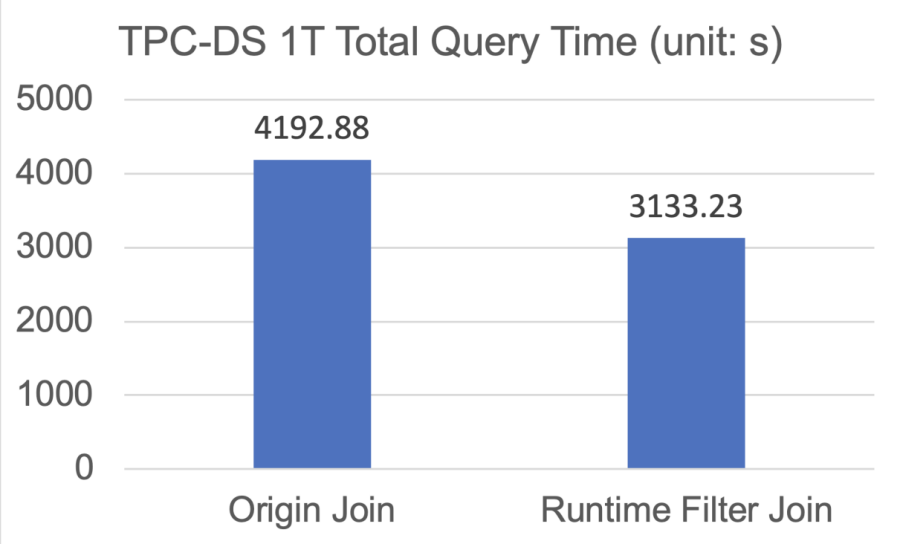 TPC-DS 1T Total Query Time (unit: s)
5000
4192.88
4000
3133.23
3000
2000
1000
0
Origin Join
Runtime Filter Join